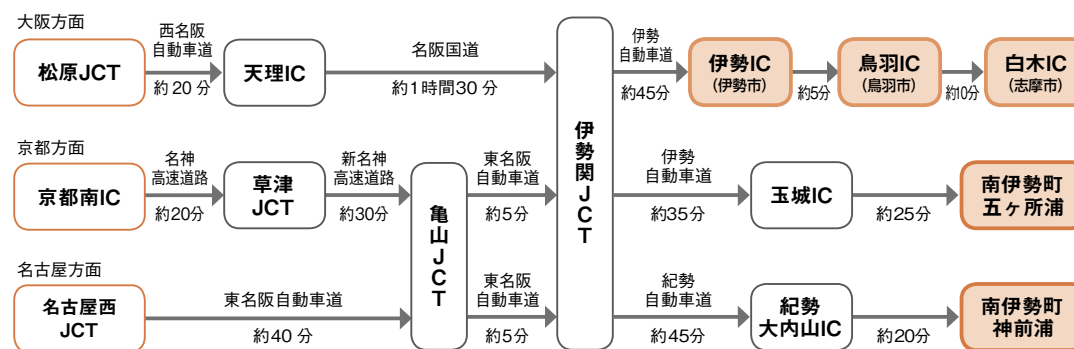 大阪方面
松原JCT
西名阪
自動車道
約20分
天理IC
名阪国道
約1時間30分
伊勢関JCT
伊勢
自動車道
約45分
伊勢IC
(伊勢市)
約5分
鳥羽IC
(鳥羽市)
約10分
白木IC
(志摩市)
京都方面
京都南IC
名神
高速道路
約20分
草津
JCT
新名神
高速道路
約30分
亀山JCT
東名阪
自動車道
約5分
伊勢
自動車道
約35分
玉城IC
約25分
南伊勢町
五ヶ所浦
名古屋方面
名古屋西
JCT
東名阪自動車道
約40分
東名阪
自動車道
約5分
紀勢
自動車道
約45分
紀勢
大内山IC
約20分
南伊勢町
神前浦